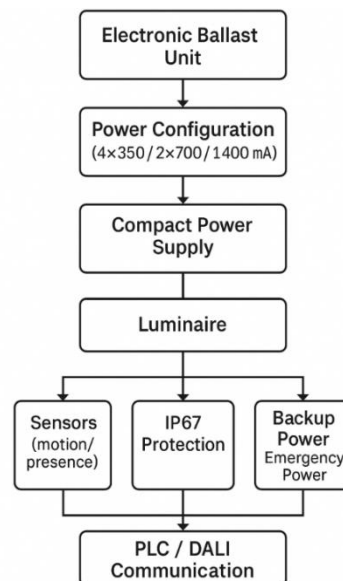 Electronic Ballast
Unit
Power Configuration
(4×350/2×700/1400 mA)
Compact Power
Supply
Luminaire
Sensors
(motion/
presence)
IP67
Protection
Backup
Power
Emergency
Power
PLC / DALI
Communication